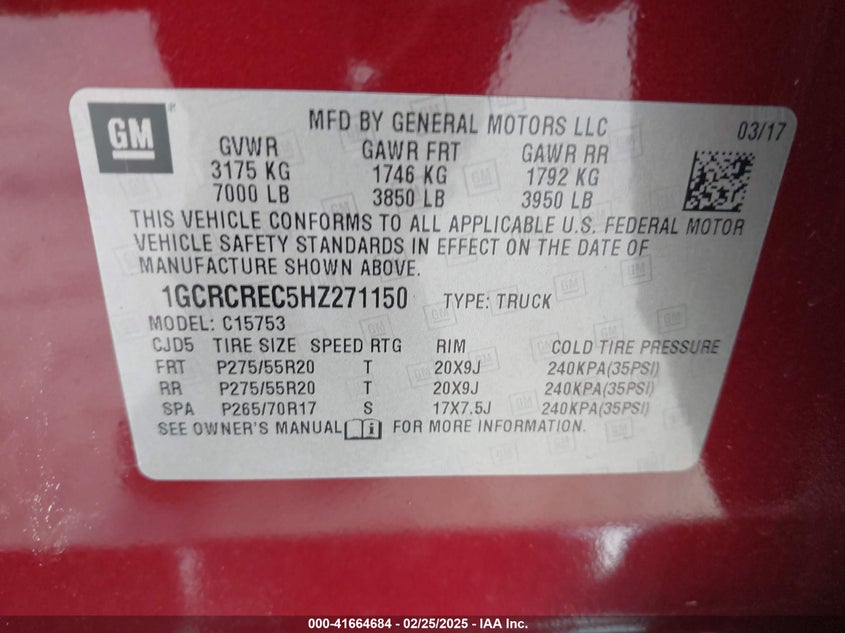 GM
MFD BY GENERAL MOTORS LLC
03/17
GVWR GAWR FRT GAWR RR
3175 KG 1746 KG 1792 KG
7000 LB 3850 LB 3950 LB
THIS VEHICLE CONFORMS TO ALL APPLICABLE U.S. FEDERAL MOTOR
VEHICLE SAFETY STANDARDS IN EFFECT ON THE DATE OF
MANUFACTURE SHOWN ABOVE.
1GCRCREC5HZ271150 TYPE: TRUCK
MODEL: C15753
CJD5 TIRE SIZE SPEED RTG RIM COLD TIRE PRESSURE
FRT P275/55R20 T 20X9J 240KPA(35PSI)
RR P275/55R20 T 20X9J 240KPA(35PSI)
SPA P265/70R17 S 17X7.5J 240KPA(35PSI)
SEE OWNER'S MANUAL i FOR MORE INFORMATION.
000-41664684 - 02/25/2025 - IAA Inc.